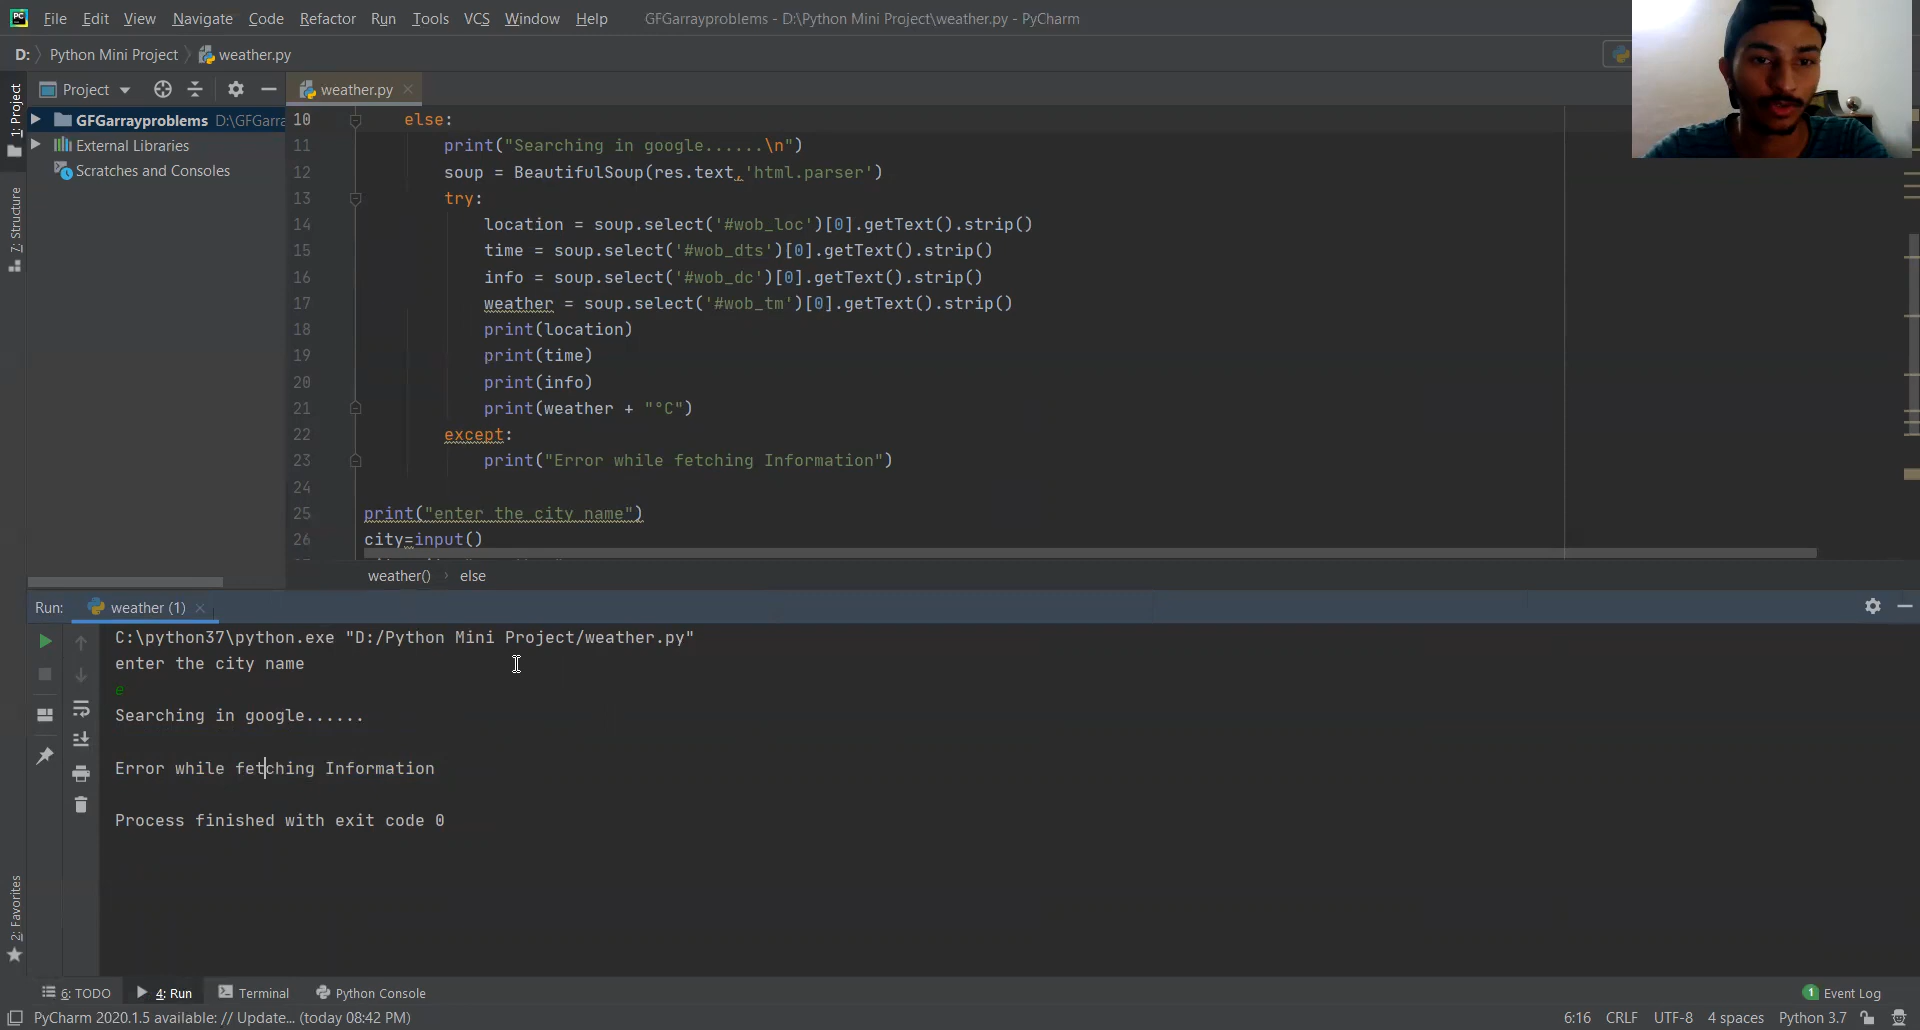 File Edit View Navigate Code Refactor Run Tools VCS Window Help GFGarrayproblems - D:\Python Mini Project\weather.py - PyCharm
D: Python Mini Project weather.py
Project weather.py
1: Project
7: Structure
2: Favorites
GFGarrayproblems D:\GFGarra
External Libraries
Scratches and Consoles
10 else:
11 print("Searching in google......\n")
12 soup = BeautifulSoup(res.text,'html.parser')
13 try:
14 location = soup.select('#wob_loc')[0].getText().strip()
15 time = soup.select('#wob_dts')[0].getText().strip()
16 info = soup.select('#wob_dc')[0].getText().strip()
17 weather = soup.select('#wob_tm')[0].getText().strip()
18 print(location)
19 print(time)
20 print(info)
21 print(weather + "°C")
22 except:
23 print("Error while fetching Information")
24
25 print("enter the city name")
26 city=input()
weather() else
Run: weather (1)
C:\python37\python.exe "D:/Python Mini Project/weather.py"
enter the city name
e
Searching in google......
Error while fetching Information
Process finished with exit code 0
6: TODO 4: Run Terminal Python Console 1 Event Log
PyCharm 2020.1.5 available: // Update... (today 08:42 PM) 6:16 CRLF UTF-8 4 spaces Python 3.7